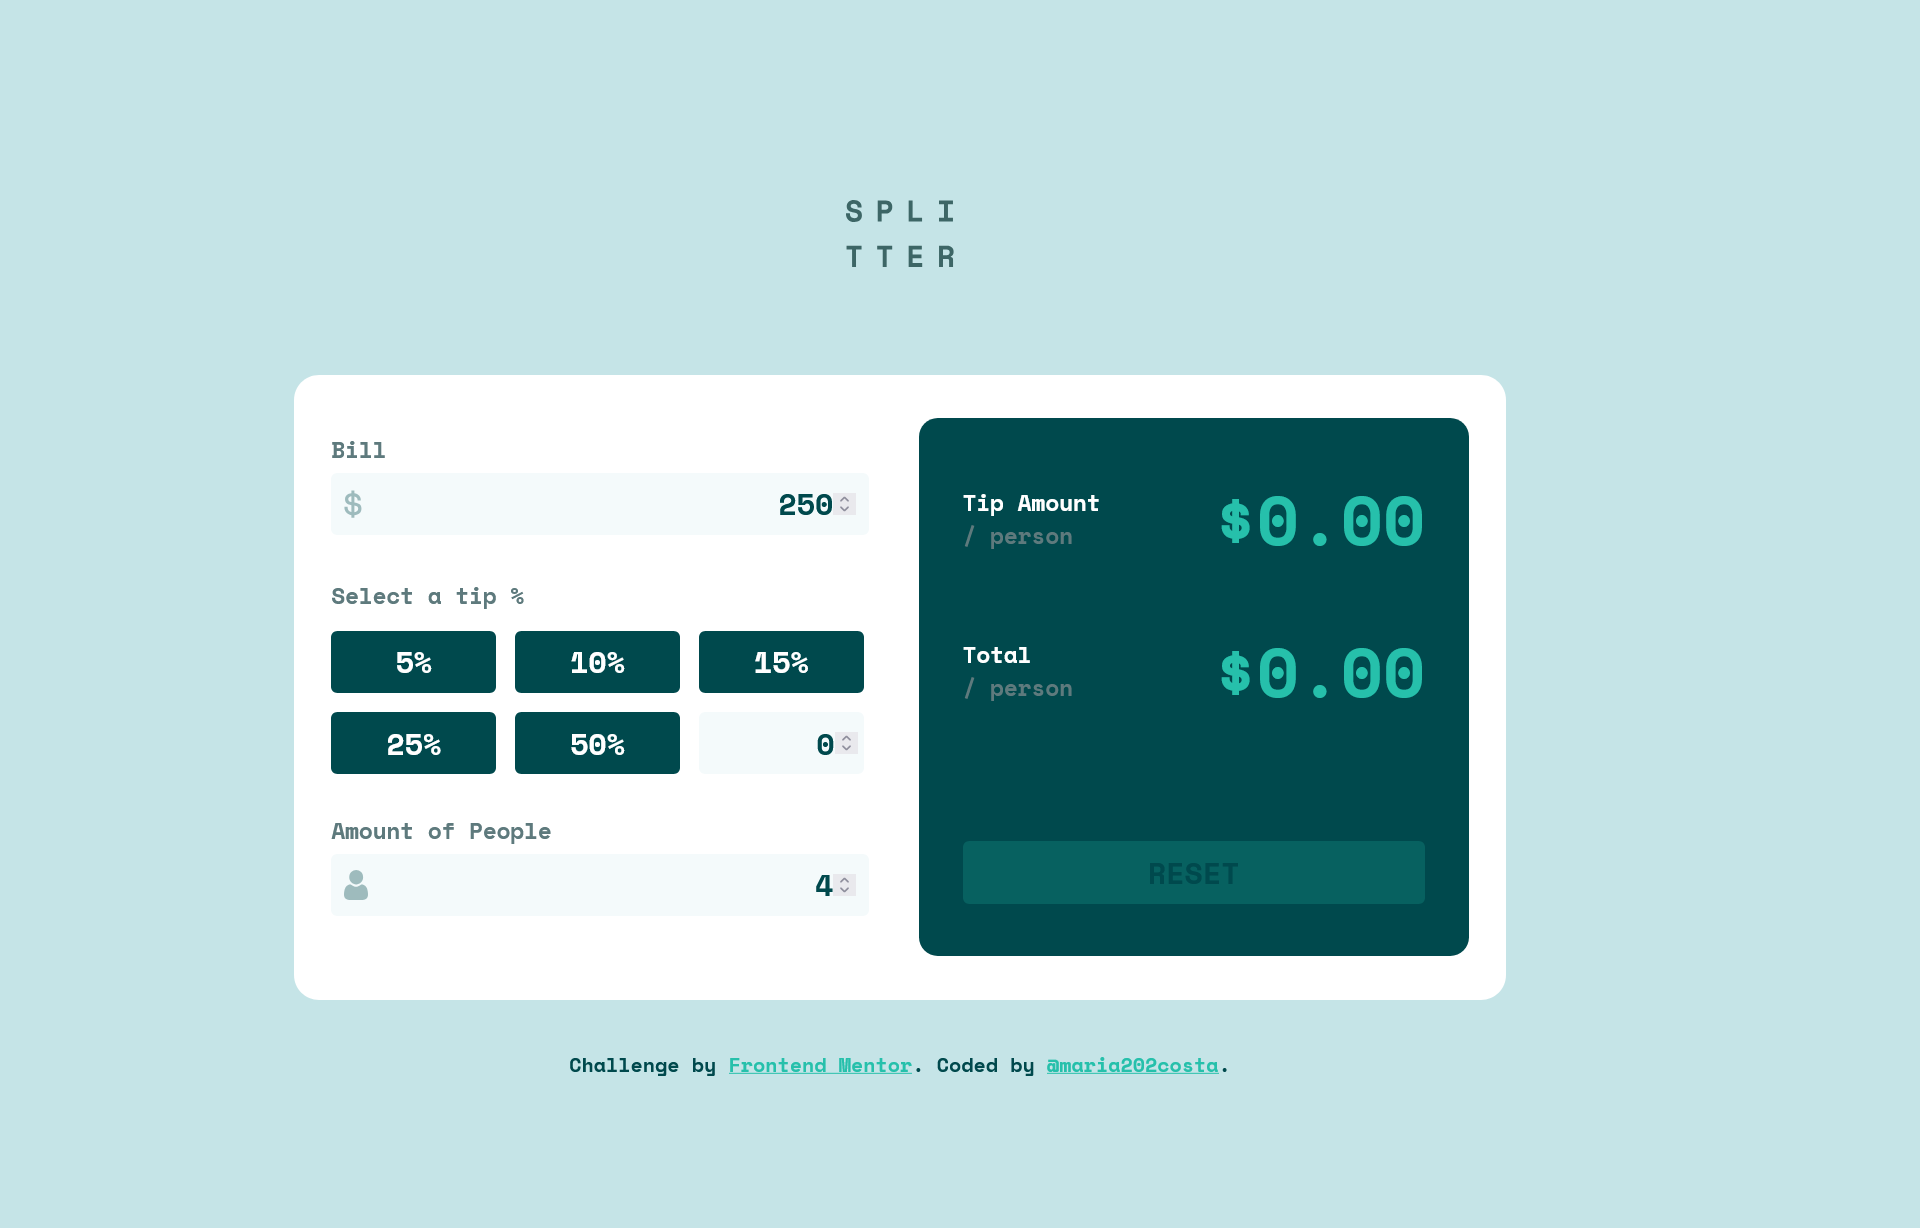 SPLI
TTER
Bill
$ 250
Select a tip %
5% 10% 15%
25% 50% 0
Amount of People
4
Tip Amount
/ person
$0.00
Total
/ person
$0.00
RESET
Challenge by Frontend Mentor. Coded by @maria202costa.